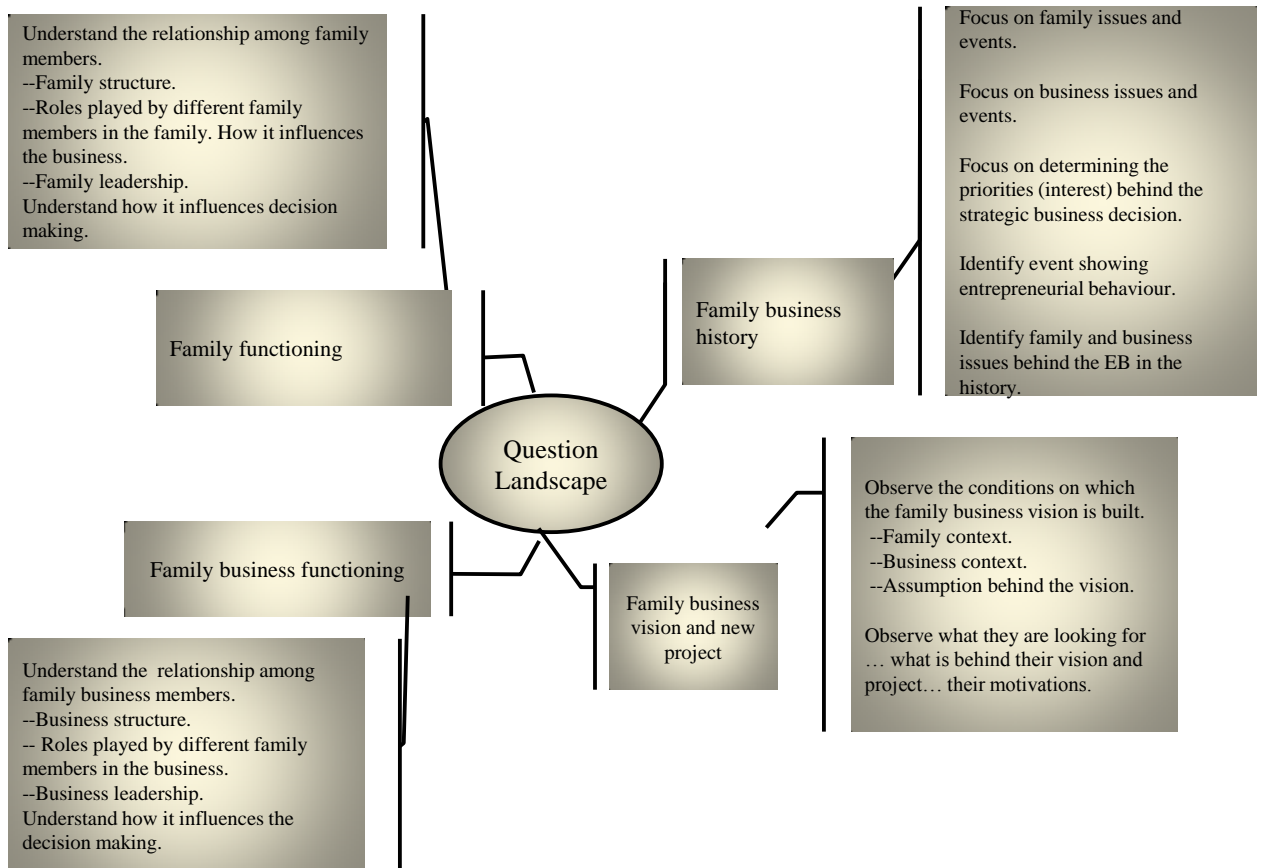 Understand the relationship among family
members.
--Family structure.
--Roles played by different family
members in the family. How it influences
the business.
--Family leadership.
Understand how it influences decision
making.
Focus on family issues and
events.
Focus on business issues and
events.
Focus on determining the
priorities (interest) behind the
strategic business decision.
Identify event showing
entrepreneurial behaviour.
Identify family and business
issues behind the EB in the
history.
Family functioning
Family business
history
Question
Landscape
Family business functioning
Family business
vision and new
project
Observe the conditions on which
the family business vision is built.
--Family context.
--Business context.
--Assumption behind the vision.
Observe what they are looking for
… what is behind their vision and
project… their motivations.
Understand the relationship among
family business members.
--Business structure.
-- Roles played by different family
members in the business.
--Business leadership.
Understand how it influences the
decision making.